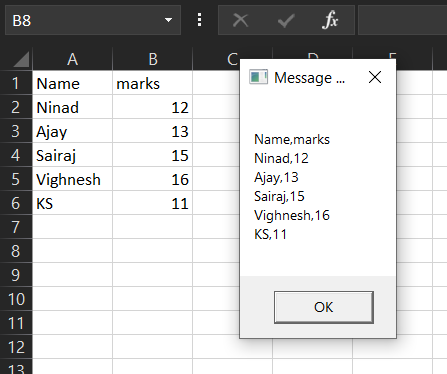 B8 fx
A B C D E
1 Name marks
2 Ninad 12
3 Ajay 13
4 Sairaj 15
5 Vighnesh 16
6 KS 11
7
8
9
10
11
12
13
Message ...
Name,marks
Ninad,12
Ajay,13
Sairaj,15
Vighnesh,16
KS,11
OK